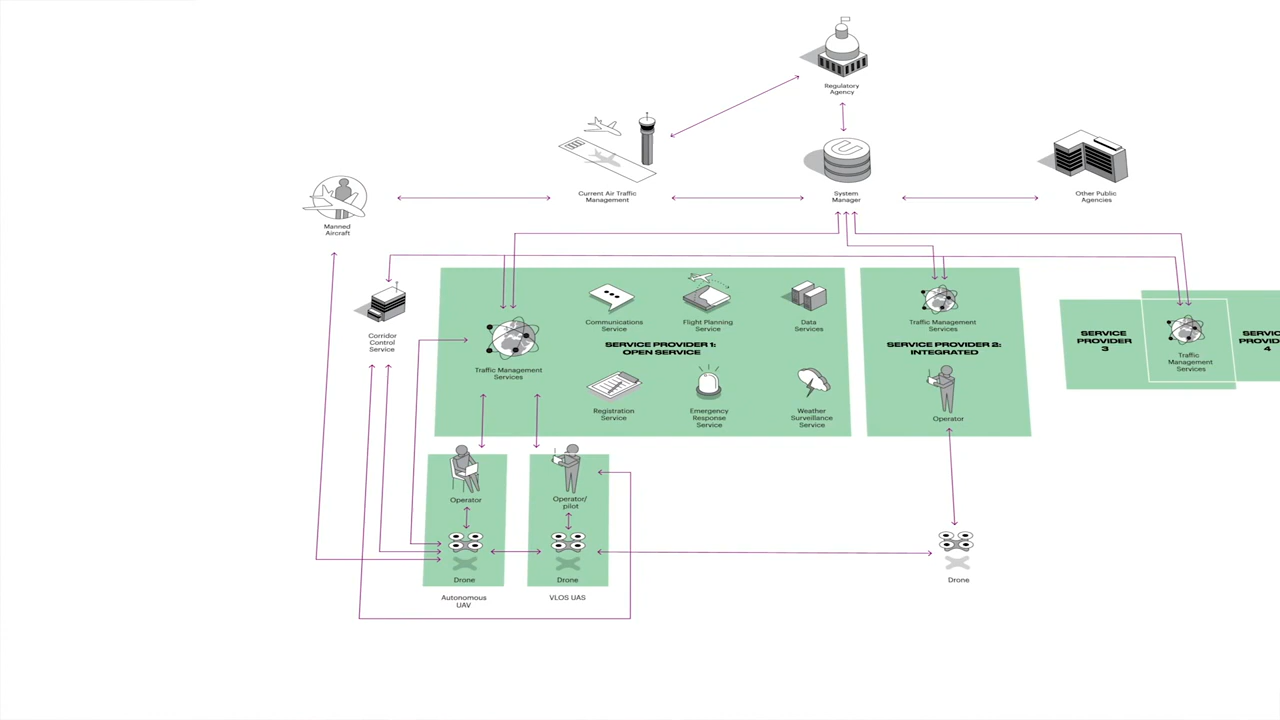 Regulatory
Agency
Current Air Traffic
Management
System
Manager
Other Public
Agencies
Manned
Aircraft
Corridor
Control
Service
Traffic Management
Services
Communications
Service
Flight Planning
Service
Data
Services
SERVICE PROVIDER 1:
OPEN SERVICE
Registration
Service
Emergency
Response
Service
Weather
Surveillance
Service
Traffic Management
Services
SERVICE PROVIDER 2:
INTEGRATED
Operator
SERVICE
PROVIDER
3
Traffic
Management
Services
SERVIC
PROVID
4
Operator
Operator/
pilot
Drone
Drone
Drone
Autonomous
UAV
VLOS UAS